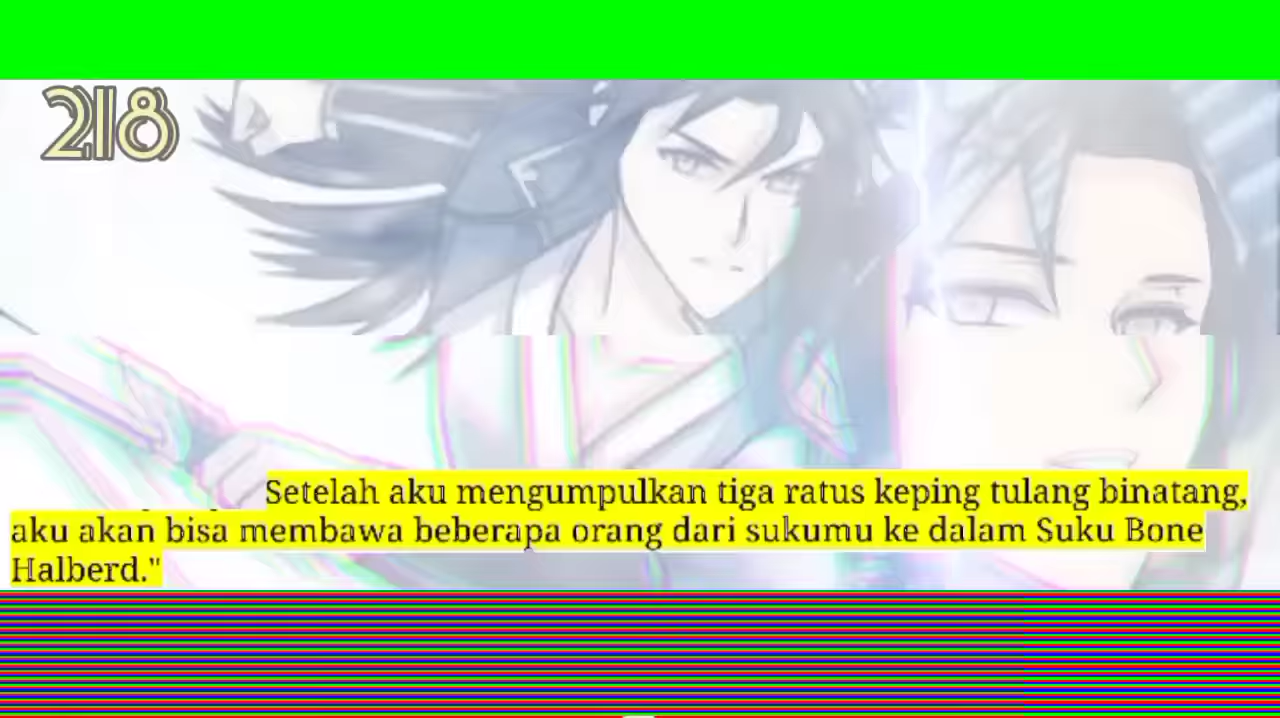 218
Setelah aku mengumpulkan tiga ratus keping tulang binatang,
aku akan bisa membawa beberapa orang dari sukumu ke dalam Suku Bone
Halberd."